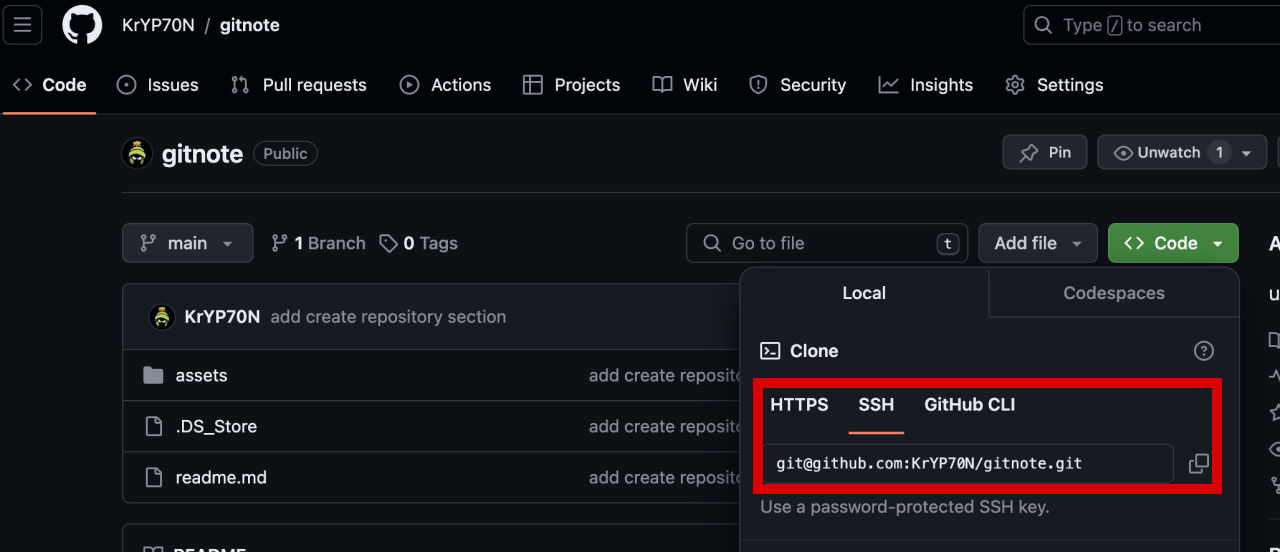 KrYP70N / gitnote
Type / to search
Code Issues Pull requests Actions Projects Wiki Security Insights Settings
gitnote Public
Pin Unwatch 1
main 1 Branch 0 Tags
Go to file t Add file Code
Local Codespaces
KrYP70N add create repository section
Clone
assets add create reposito
HTTPS SSH GitHub CLI
.DS_Store add create reposito
git@github.com:KrYP70N/gitnote.git
readme.md add create reposito
Use a password-protected SSH key.
README